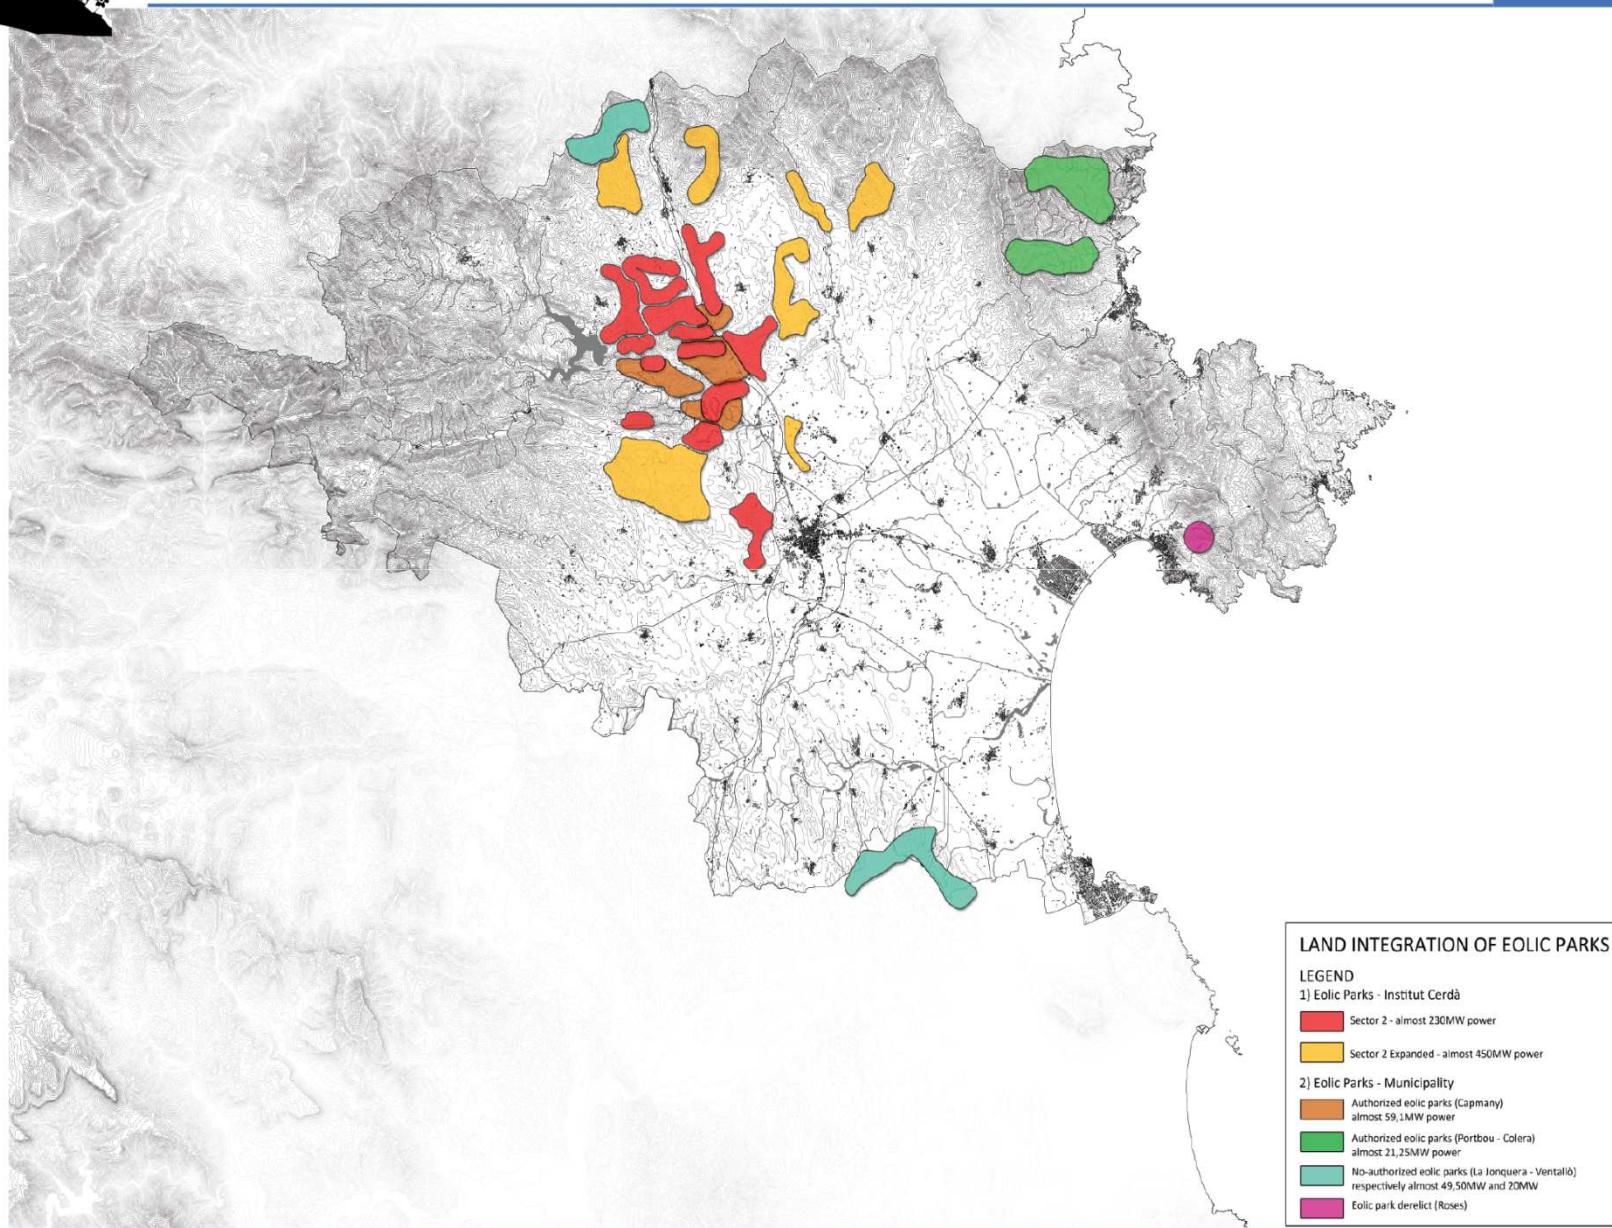 LAND INTEGRATION OF EOLIC PARKS
LEGEND
1) Eolic Parks - Institut Cerdà
Sector 2 - almost 230MW power
Sector 2 Expanded - almost 450MW power
2) Eolic Parks - Municipality
Authorized eolic parks (Capmany)
almost 59,1MW power
Authorized eolic parks (Portbou - Colera)
almost 21,25MW power
No-authorized eolic parks (La Jonquera - Ventalló)
respectively almost 49,50MW and 20MW
Eolic park derelict (Roses)